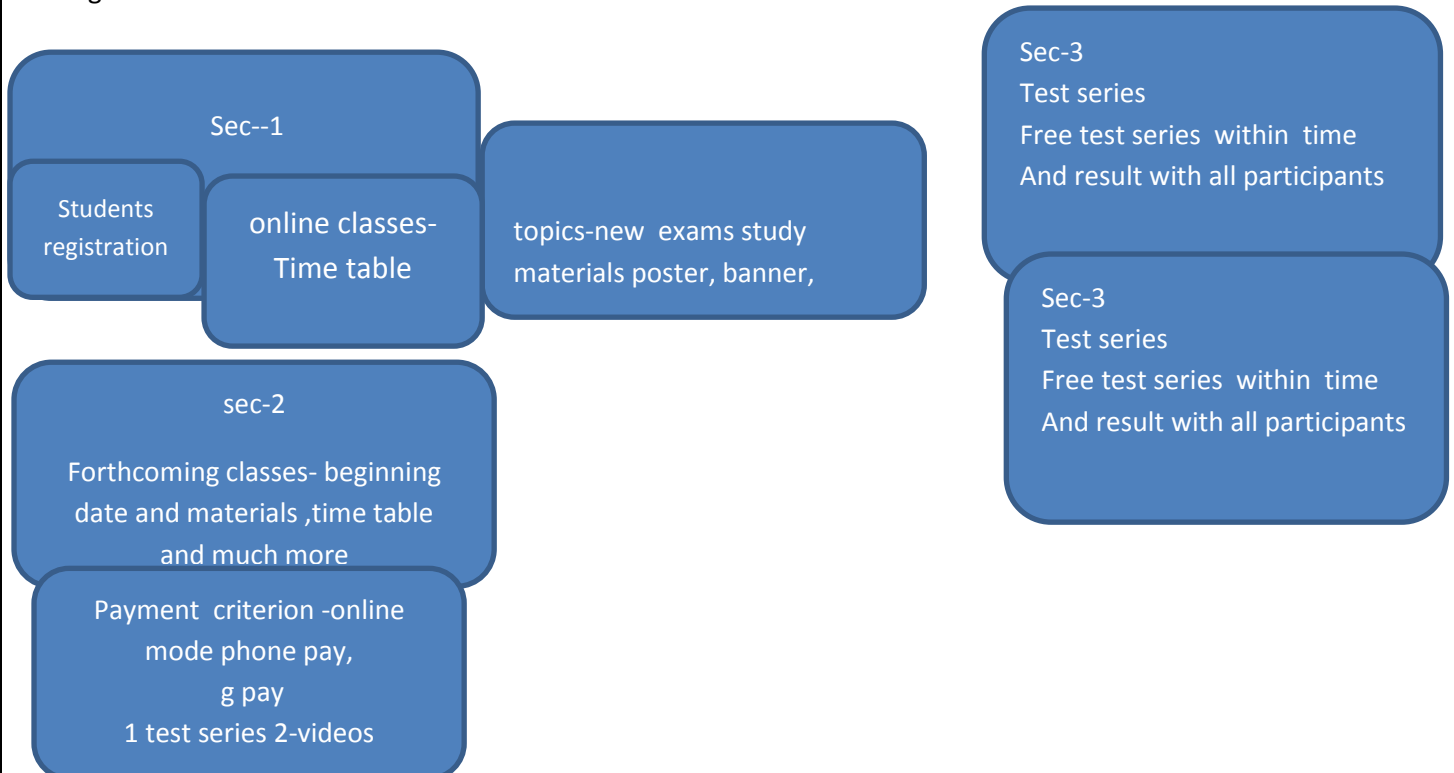 Sec--1
Students
registration
online classes-
Time table
topics-new exams study
materials poster, banner,
sec-2
Forthcoming classes- beginning
date and materials ,time table
and much more
Payment criterion -online
mode phone pay,
g pay
1 test series 2-videos
Sec-3
Test series
Free test series within time
And result with all participants
Sec-3
Test series
Free test series within time
And result with all participants